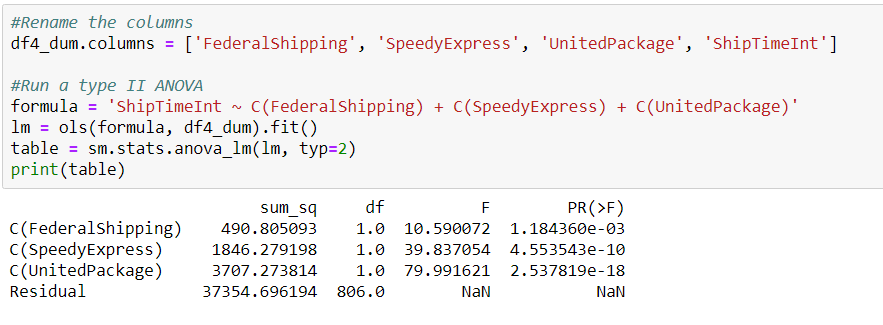 #Rename the columns
df4_dum.columns = ['FederalShipping', 'SpeedyExpress', 'UnitedPackage', 'ShipTimeInt']
#Run a type II ANOVA
formula = 'ShipTimeInt ~ C(FederalShipping) + C(SpeedyExpress) + C(UnitedPackage)'
lm = ols(formula, df4_dum).fit()
table = sm.stats.anova_lm(lm, typ=2)
print(table)
sum_sq df F PR(>F)
C(FederalShipping) 490.805093 1.0 10.590072 1.184360e-03
C(SpeedyExpress) 1846.279198 1.0 39.837054 4.553543e-10
C(UnitedPackage) 3707.273814 1.0 79.991621 2.537819e-18
Residual 37354.696194 806.0 NaN NaN